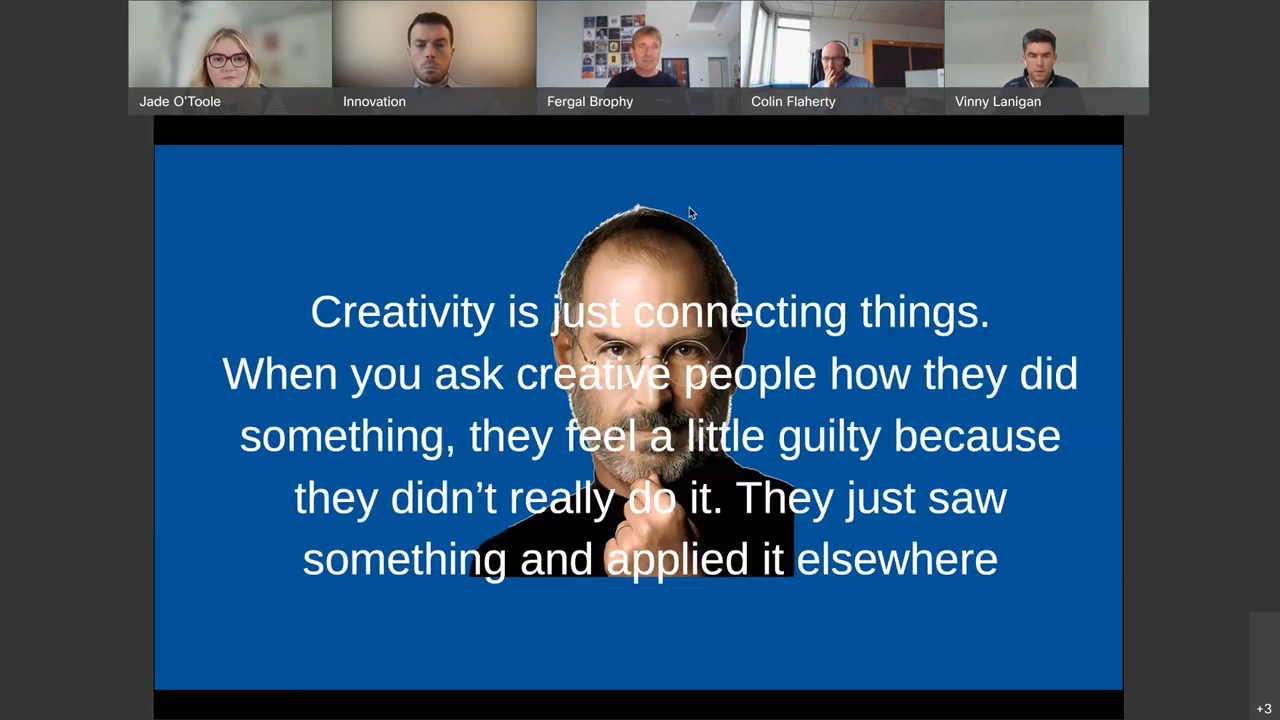 Jade O'Toole
Innovation
Fergal Brophy
Colin Flaherty
Vinny Lanigan
Creativity is just connecting things.
When you ask creative people how they did
something, they feel a little guilty because
they didn’t really do it. They just saw
something and applied it elsewhere
+3